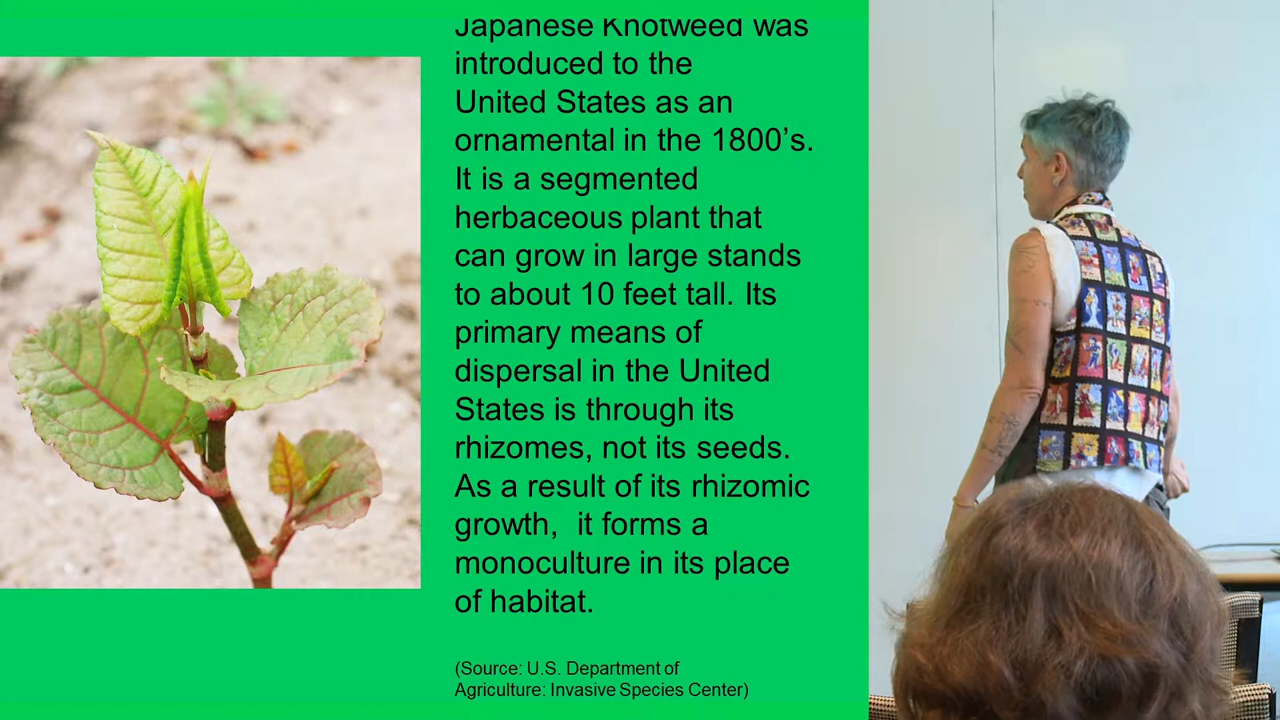 Japanese Knotweed was
introduced to the
United States as an
ornamental in the 1800’s.
It is a segmented
herbaceous plant that
can grow in large stands
to about 10 feet tall. Its
primary means of
dispersal in the United
States is through its
rhizomes, not its seeds.
As a result of its rhizomic
growth,  it forms a
monoculture in its place
of habitat.
(Source: U.S. Department of
Agriculture: Invasive Species Center)